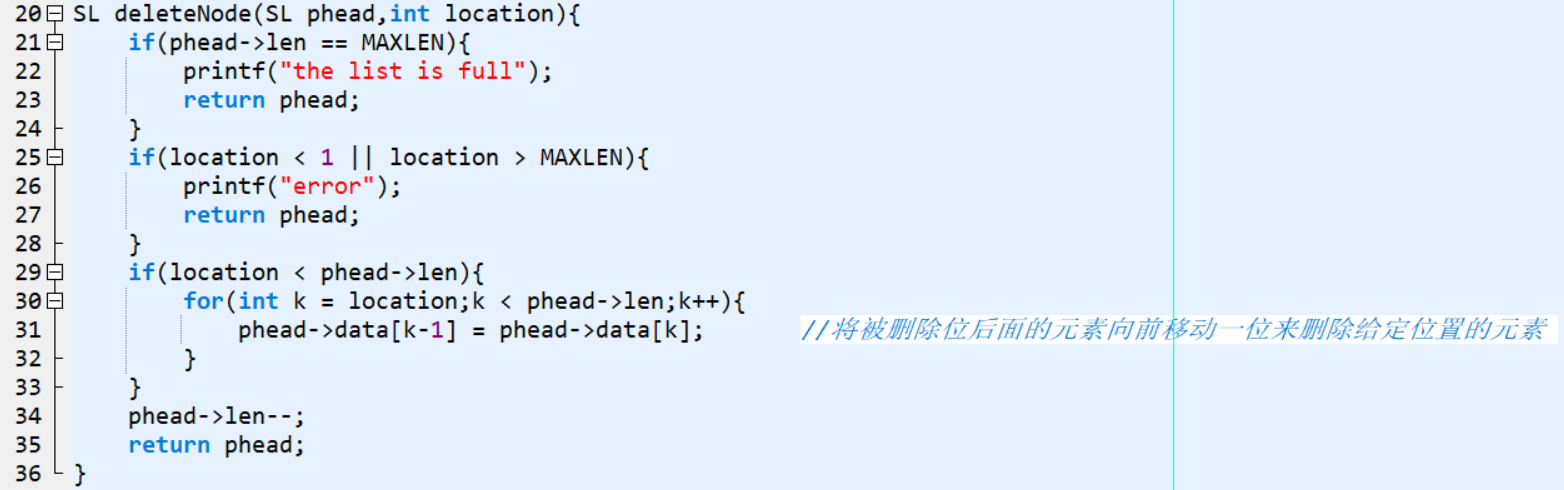 20 SL deleteNode(SL phead,int location){
21     if(phead->len == MAXLEN){
22         printf("the list is full");
23         return phead;
24     }
25     if(location < 1 || location > MAXLEN){
26         printf("error");
27         return phead;
28     }
29     if(location < phead->len){
30         for(int k = location;k < phead->len;k++){
31             phead->data[k-1] = phead->data[k];       //将被删除位后面的元素向前移动一位来删除给定位置的元素
32         }
33     }
34     phead->len--;
35     return phead;
36 }